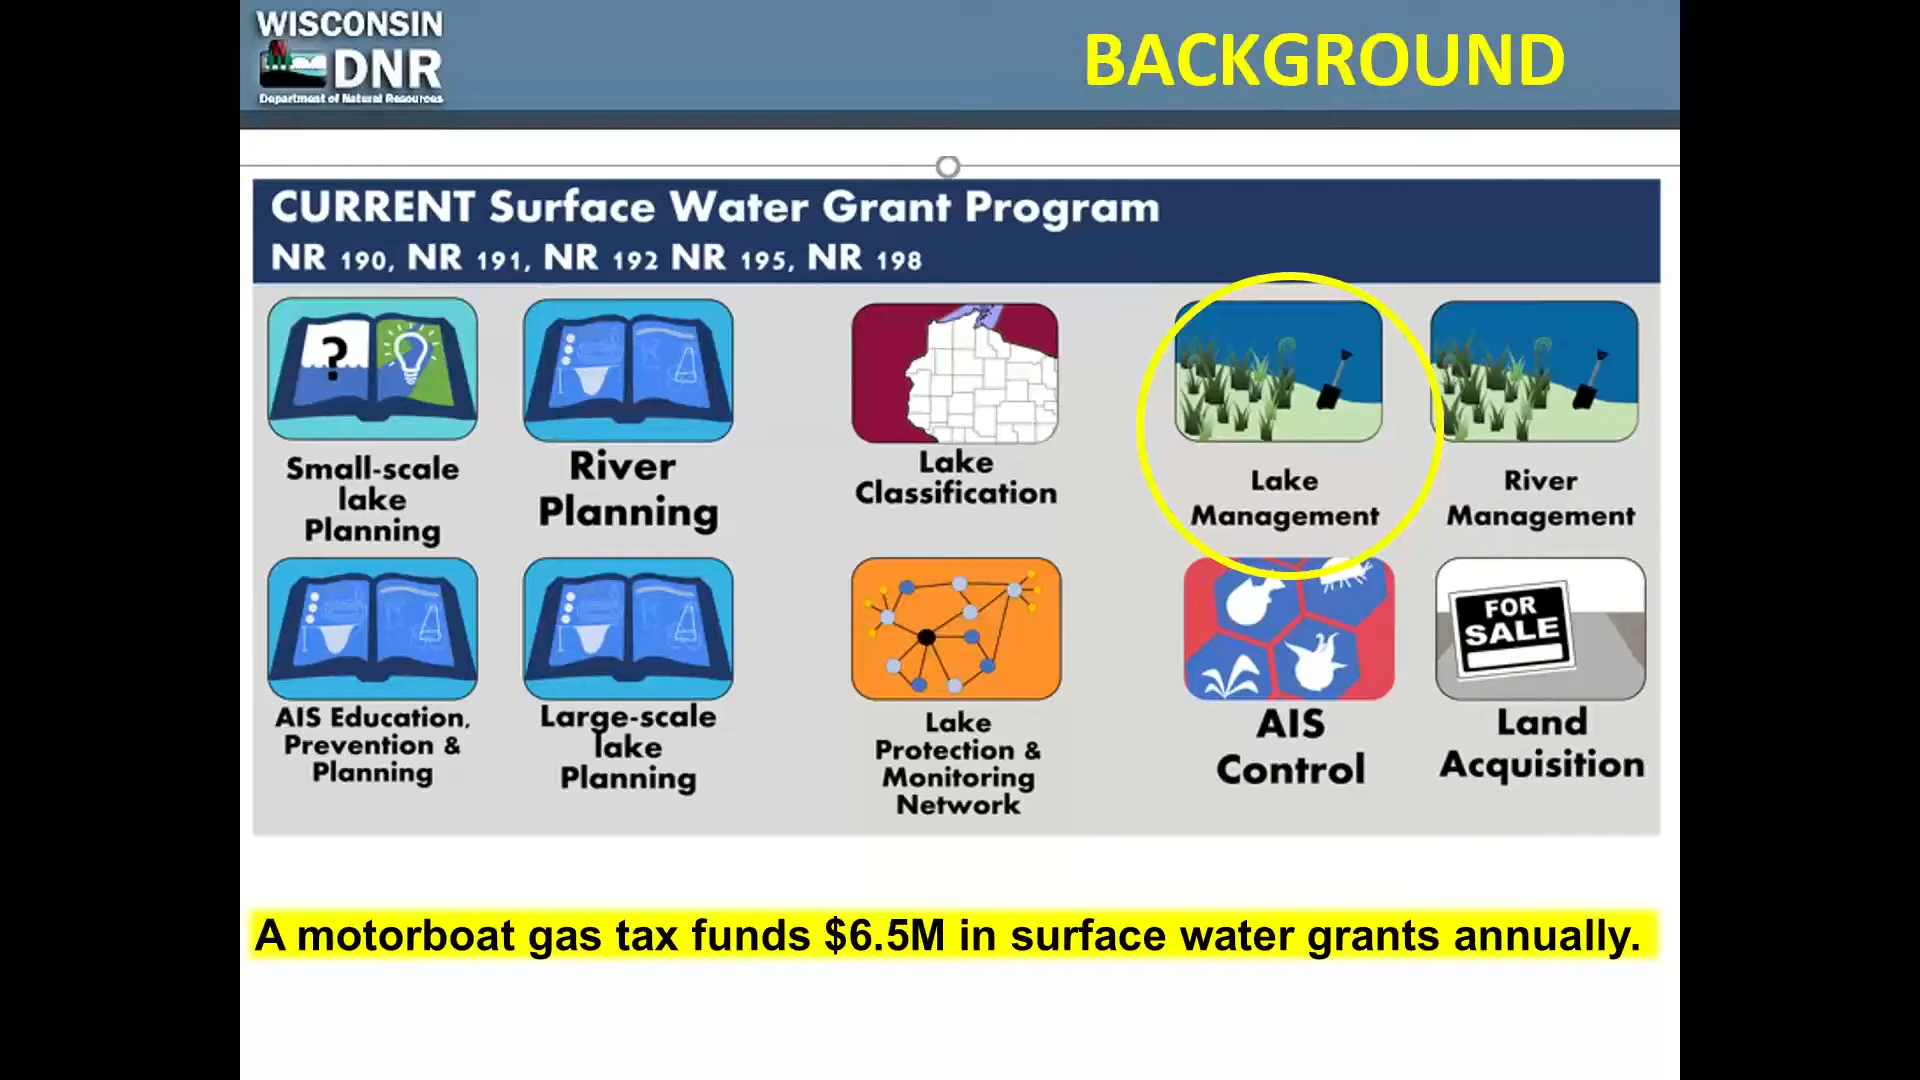 WISCONSIN
DNR
Department of Natural Resources
BACKGROUND
CURRENT Surface Water Grant Program
NR 190, NR 191, NR 192 NR 195, NR 198
?
Small-scale
lake
Planning
River
Planning
Lake
Classification
Lake
Management
River
Management
AIS Education,
Prevention &
Planning
Large-scale
lake
Planning
Lake
Protection &
Monitoring
Network
AIS
Control
FOR
SALE
Land
Acquisition
A motorboat gas tax funds $6.5M in surface water grants annually.